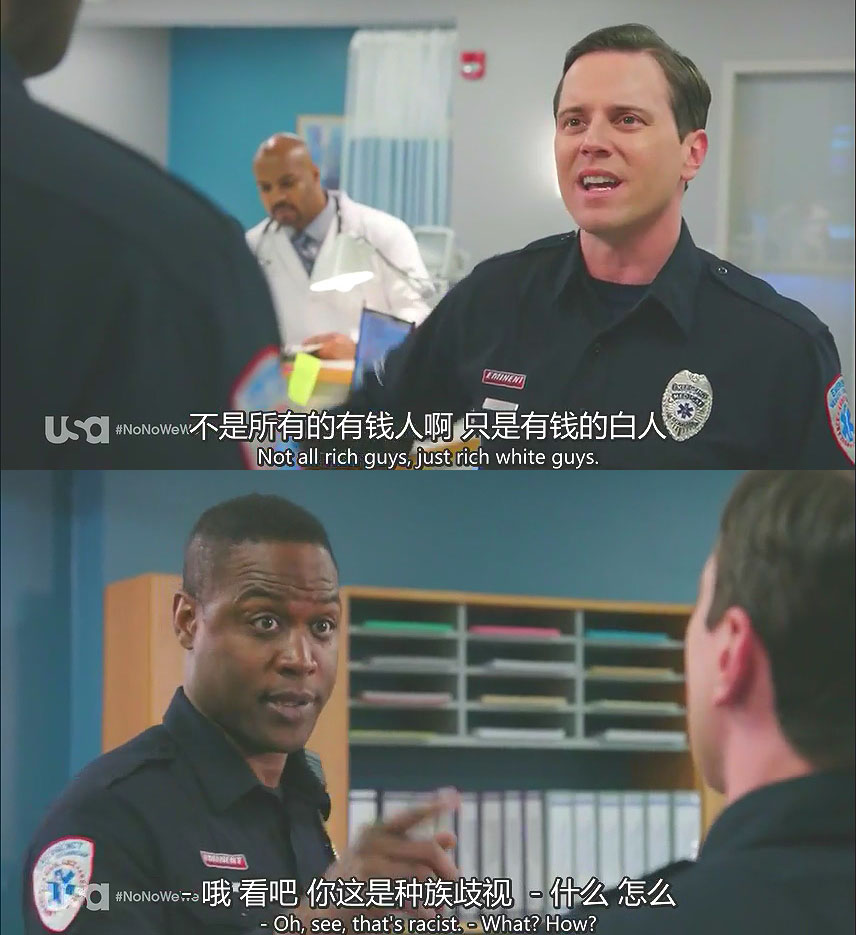 EMINENT
usa #NoNoWeW
不是所有的有钱人啊 只是有钱的白人
Not all rich guys, just rich white guys.
EMINENT
usa #NoNoWe
- 哦 看吧 你这是种族歧视 - 什么 怎么
- Oh, see, that's racist. - What? How?